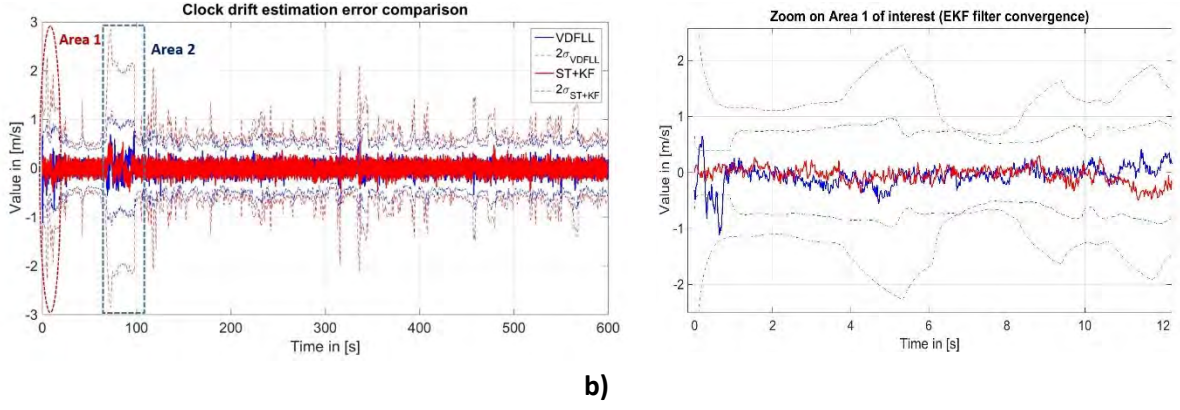 Clock drift estimation error comparison
3
2
1
0
-1
-2
-3
Value in [m/s]
Area 1
Area 2
VDFLL
2σVDFLL
ST+KF
2σST+KF
0 100 200 300 400 500 600
Time in [s]
Zoom on Area 1 of interest (EKF filter convergence)
2
1
0
-1
-2
Value in [m/s]
0 2 4 6 8 10 12
Time in [s]
b)